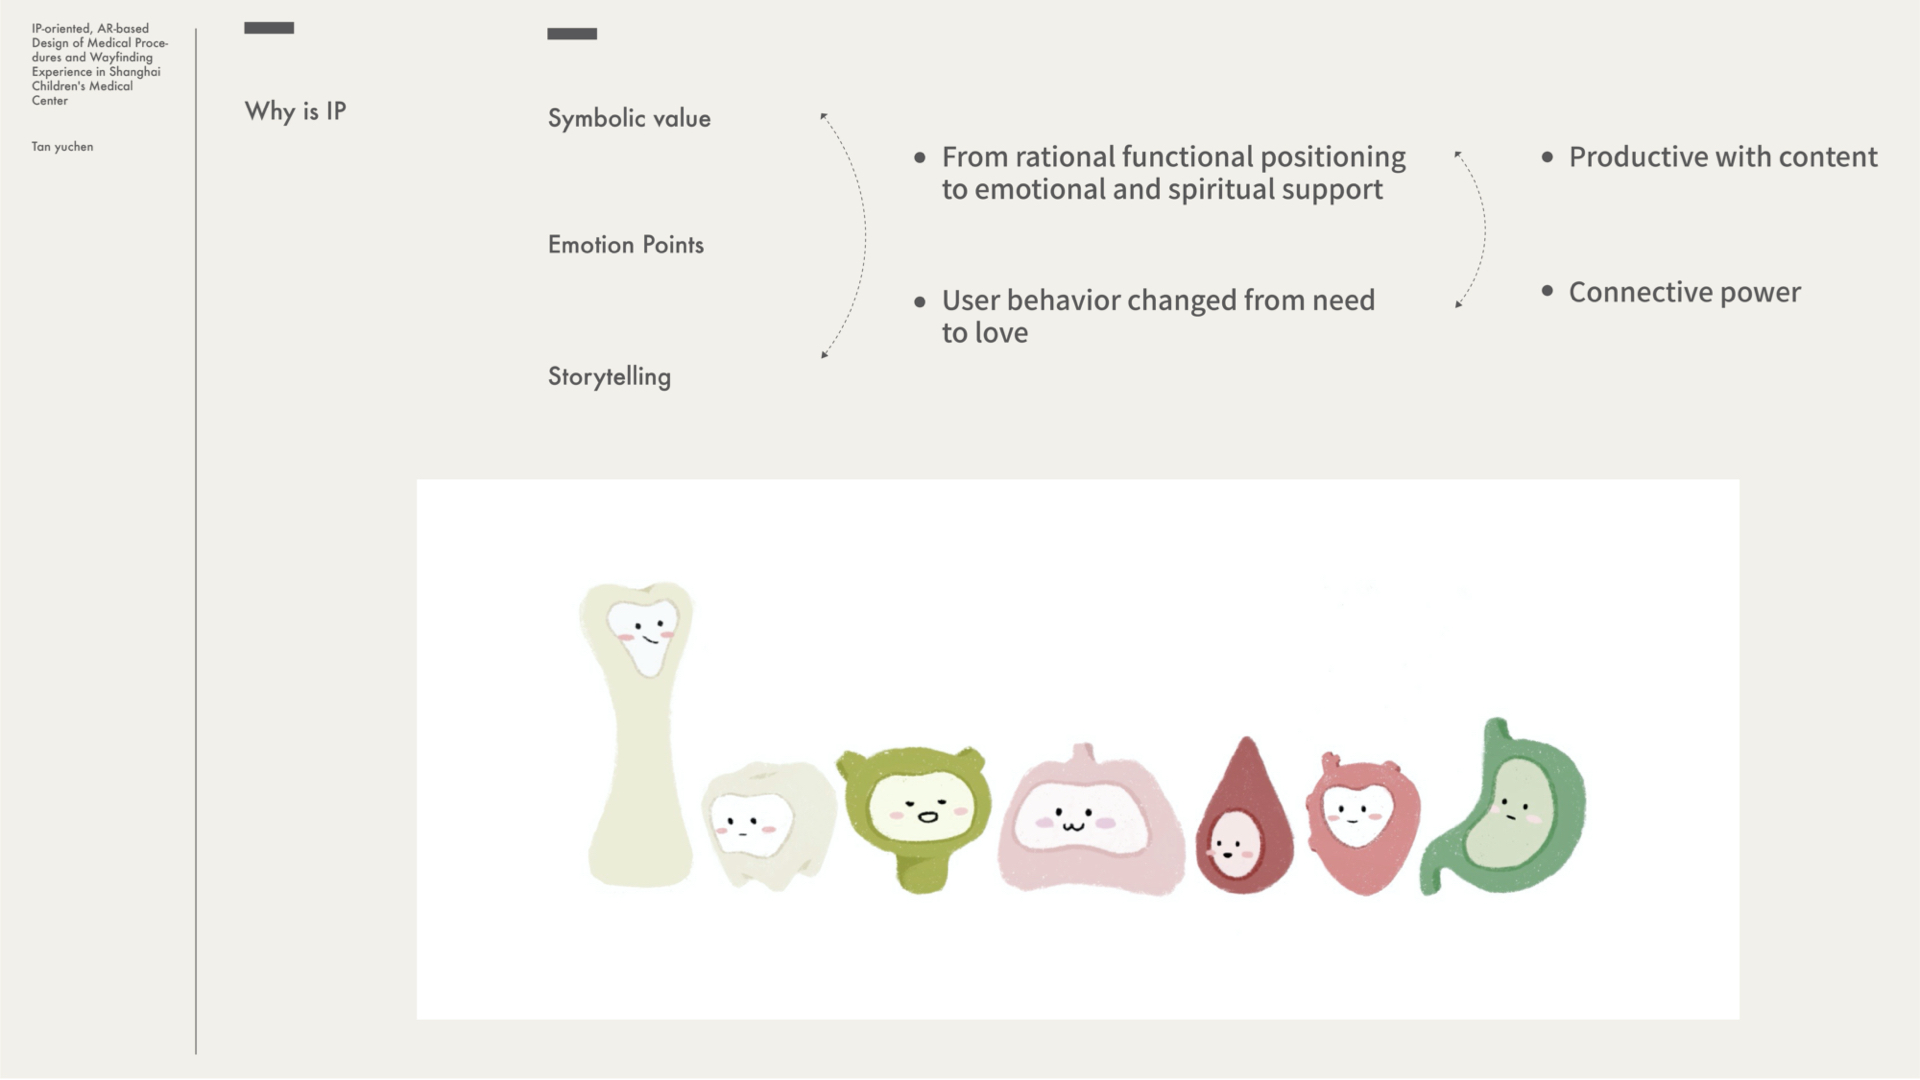 IP-oriented, AR-based
Design of Medical Proce-
dures and Wayfinding
Experience in Shanghai
Children's Medical
Center
Tan yuchen
Why is IP
Symbolic value
Emotion Points
Storytelling
• From rational functional positioning
to emotional and spiritual support
• User behavior changed from need
to love
• Productive with content
• Connective power